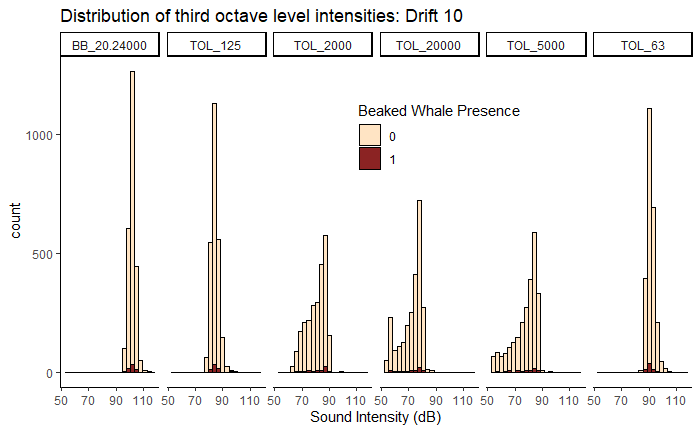 Distribution of third octave level intensities: Drift 10
BB_20.24000 TOL_125 TOL_2000 TOL_20000 TOL_5000 TOL_63
Beaked Whale Presence
0
1
count
1000
500
0
50 70 90 110 50 70 90 110 50 70 90 110 50 70 90 110 50 70 90 110 50 70 90 110
Sound Intensity (dB)